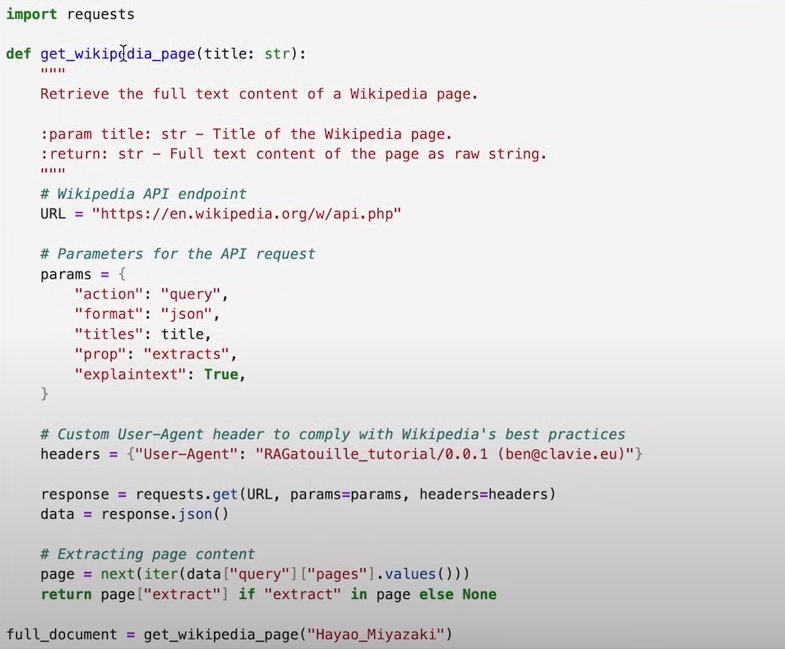 import requests
def get_wikipedia_page(title: str):
"""
Retrieve the full text content of a Wikipedia page.
:param title: str – Title of the Wikipedia page.
:return: str – Full text content of the page as raw string.
"""
# Wikipedia API endpoint
URL = "https://en.wikipedia.org/w/api.php"
# Parameters for the API request
params = {
"action": "query",
"format": "json",
"titles": title,
"prop": "extracts",
"explaintext": True,
}
# Custom User–Agent header to comply with Wikipedia's best practices
headers = {"User–Agent": "RAGatouille_tutorial/0.0.1 (ben@clavie.eu)"}
response = requests.get(URL, params=params, headers=headers)
data = response.json()
# Extracting page content
page = next(iter(data["query"]["pages"].values()))
return page["extract"] if "extract" in page else None
full_document = get_wikipedia_page("Hayao_Miyazaki")